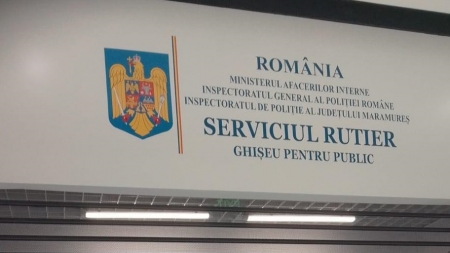 ROMÂNIA
MINISTERUL AFACERILOR INTERNE
INSPECTORATUL GENERAL AL POLIȚIEI ROMÂNE
INSPECTORATUL DE POLIȚIE AL JUDEȚULUI MARAMUREȘ
SERVICIUL RUTIER
GHIȘEU PENTRU PUBLIC